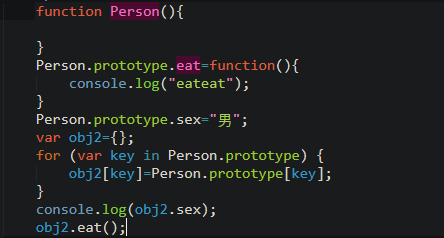 function Person(){
}
Person.prototype.eat=function(){
console.log("eateat");
}
Person.prototype.sex="男";
var obj2={};
for (var key in Person.prototype) {
obj2[key]=Person.prototype[key];
}
console.log(obj2.sex);
obj2.eat();